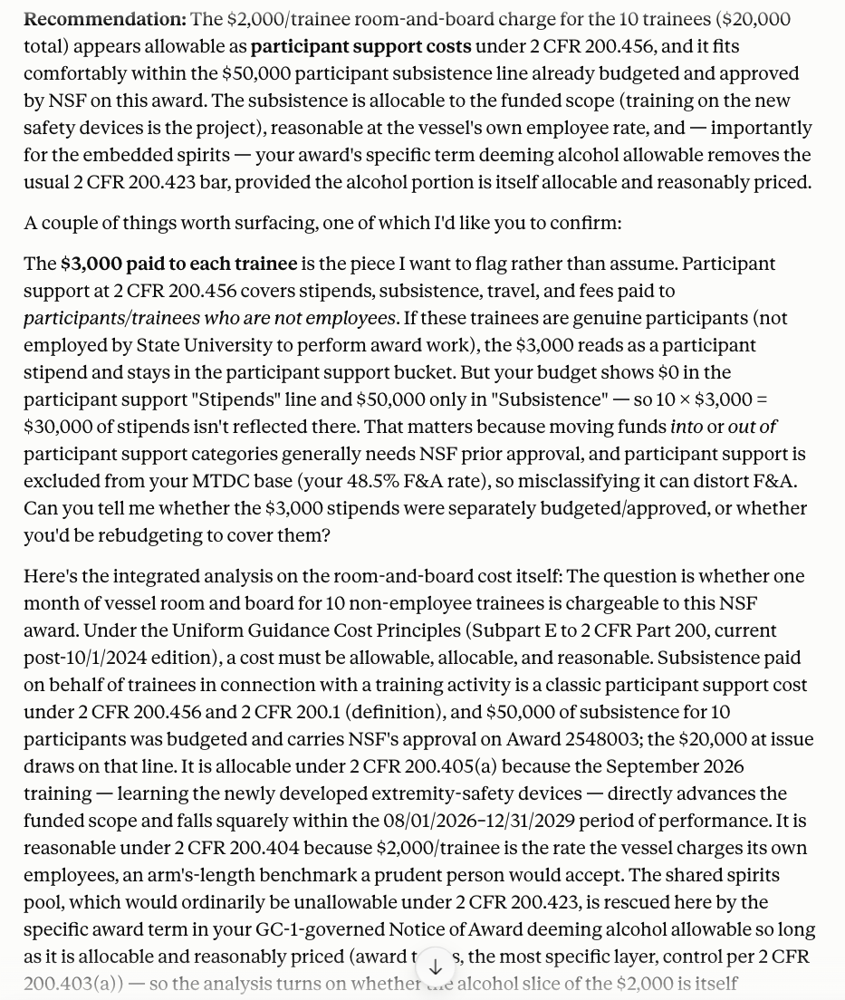 Recommendation: The $2,000/trainee room-and-board charge for the 10 trainees ($20,000
total) appears allowable as participant support costs under 2 CFR 200.456, and it fits
comfortably within the $50,000 participant subsistence line already budgeted and approved
by NSF on this award. The subsistence is allocable to the funded scope (training on the new
safety devices is the project), reasonable at the vessel's own employee rate, and — importantly
for the embedded spirits — your award's specific term deeming alcohol allowable removes the
usual 2 CFR 200.423 bar, provided the alcohol portion is itself allocable and reasonably priced.
A couple of things worth surfacing, one of which I'd like you to confirm:
The $3,000 paid to each trainee is the piece I want to flag rather than assume. Participant
support at 2 CFR 200.456 covers stipends, subsistence, travel, and fees paid to
participants/trainees who are not employees. If these trainees are genuine participants (not
employed by State University to perform award work), the $3,000 reads as a participant
stipend and stays in the participant support bucket. But your budget shows $0 in the
participant support "Stipends" line and $50,000 only in "Subsistence" — so 10 × $3,000 =
$30,000 of stipends isn't reflected there. That matters because moving funds into or out of
participant support categories generally needs NSF prior approval, and participant support is
excluded from your MTDC base (your 48.5% F&A rate), so misclassifying it can distort F&A.
Can you tell me whether the $3,000 stipends were separately budgeted/approved, or whether
you'd be rebudgeting to cover them?
Here's the integrated analysis on the room-and-board cost itself: The question is whether one
month of vessel room and board for 10 non-employee trainees is chargeable to this NSF
award. Under the Uniform Guidance Cost Principles (Subpart E to 2 CFR Part 200, current
post-10/1/2024 edition), a cost must be allowable, allocable, and reasonable. Subsistence paid
on behalf of trainees in connection with a training activity is a classic participant support cost
under 2 CFR 200.456 and 2 CFR 200.1 (definition), and $50,000 of subsistence for 10
participants was budgeted and carries NSF's approval on Award 2548003; the $20,000 at issue
draws on that line. It is allocable under 2 CFR 200.405(a) because the September 2026
training — learning the newly developed extremity-safety devices — directly advances the
funded scope and falls squarely within the 08/01/2026–12/31/2029 period of performance. It is
reasonable under 2 CFR 200.404 because $2,000/trainee is the rate the vessel charges its own
employees, an arm's-length benchmark a prudent person would accept. The shared spirits
pool, which would ordinarily be unallowable under 2 CFR 200.423, is rescued here by the
specific award term in your GC-1-governed Notice of Award deeming alcohol allowable so long
as it is allocable and reasonably priced (award t s, the most specific layer, control per 2 CFR
200.403(a)) — so the analysis turns on whether the alcohol slice of the $2,000 is itself